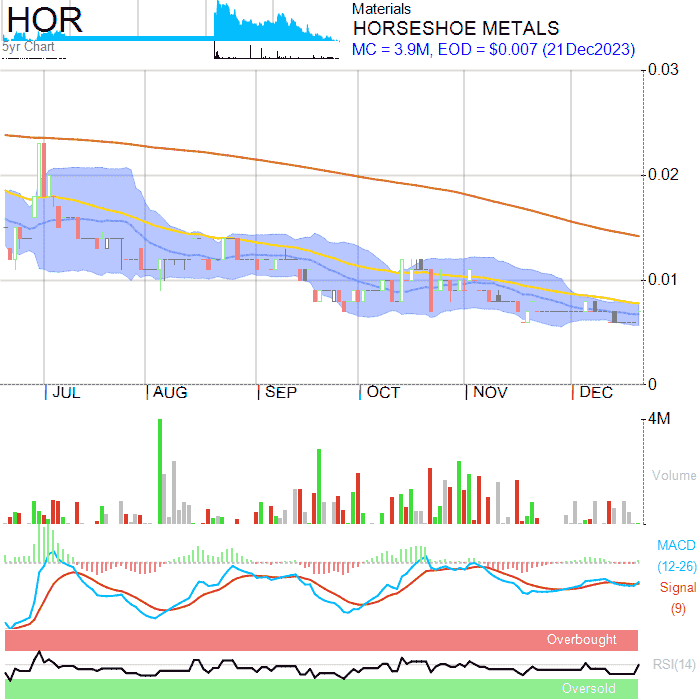 HOR
5yr Chart
Materials
HORSESHOE METALS
MC = 3.9M, EOD = $0.007 (21Dec2023)
0.03
0.02
0.01
0
JUL AUG SEP OCT NOV DEC
4M
Volume
MACD
(12-26)
Signal
(9)
Overbought
RSI(14)
Oversold